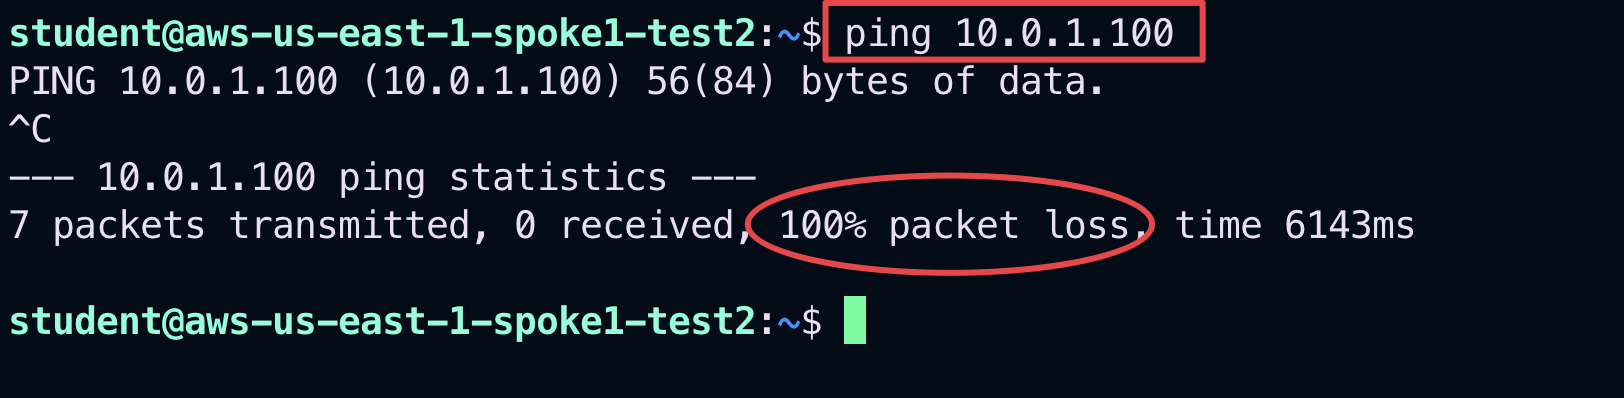 student@aws-us-east-1-spoke1-test2:~$ ping 10.0.1.100
PING 10.0.1.100 (10.0.1.100) 56(84) bytes of data.
^C
--- 10.0.1.100 ping statistics ---
7 packets transmitted, 0 received, 100% packet loss, time 6143ms
student@aws-us-east-1-spoke1-test2:~$